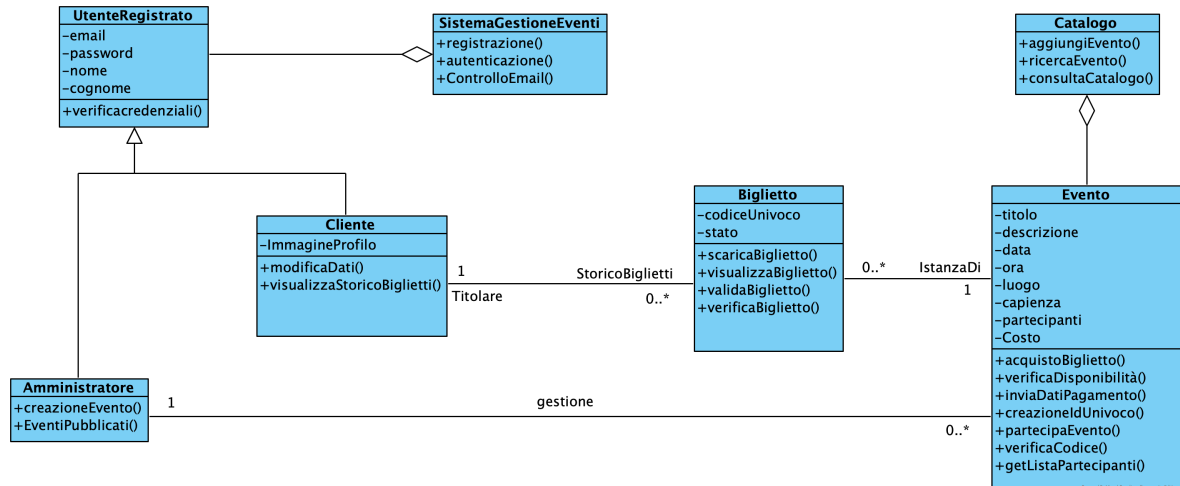 UtenteRegistrato
-email
-password
-nome
-cognome
+verificacredenziali()
SistemaGestioneEventi
+registrazione()
+autenticazione()
+ControlloEmail()
Catalogo
+aggiungiEvento()
+ricercaEvento()
+consultaCatalogo()
Cliente
-ImmagineProfilo
+modificaDati()
+visualizzaStoricoBiglietti()
1
Titolare
StoricoBiglietti
0..*
Biglietto
-codiceUnivoco
-stato
+scaricaBiglietto()
+visualizzaBiglietto()
+validaBiglietto()
+verificaBiglietto()
0..*
IstanzaDi
1
Evento
-titolo
-descrizione
-data
-ora
-luogo
-capienza
-partecipanti
-Costo
+acquistoBiglietto()
+verificaDisponibilità()
+inviaDatiPagamento()
+creazioneIdUnivoco()
+partecipaEvento()
+verificaCodice()
+getListaPartecipanti()
Amministratore
+creazioneEvento()
+EventiPubblicati()
1
gestione
0..*